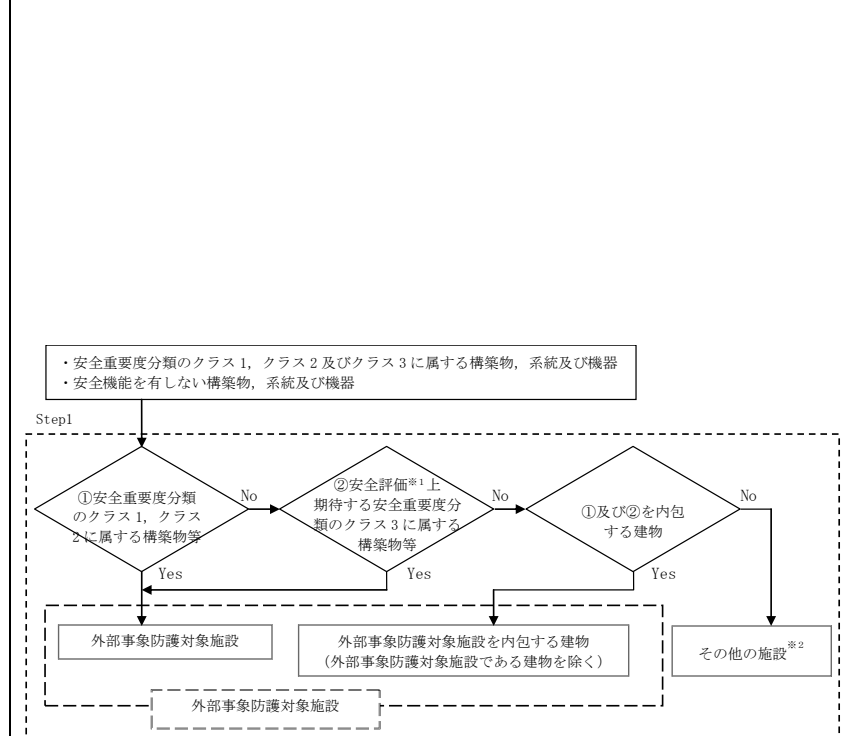 ・安全重要度分類のクラス1，クラス2及びクラス3に属する構築物，系統及び機器
・安全機能を有しない構築物，系統及び機器
Step1
①安全重要度分類
のクラス1，クラス
2に属する構築物等
No
②安全評価※1上
期待する安全重要度分
類のクラス3に属する
構築物等
No
①及び②を内包
する建物
No
Yes
Yes
Yes
外部事象防護対象施設
外部事象防護対象施設を内包する建物
（外部事象防護対象施設である建物を除く）
その他の施設※2
外部事象防護対象施設